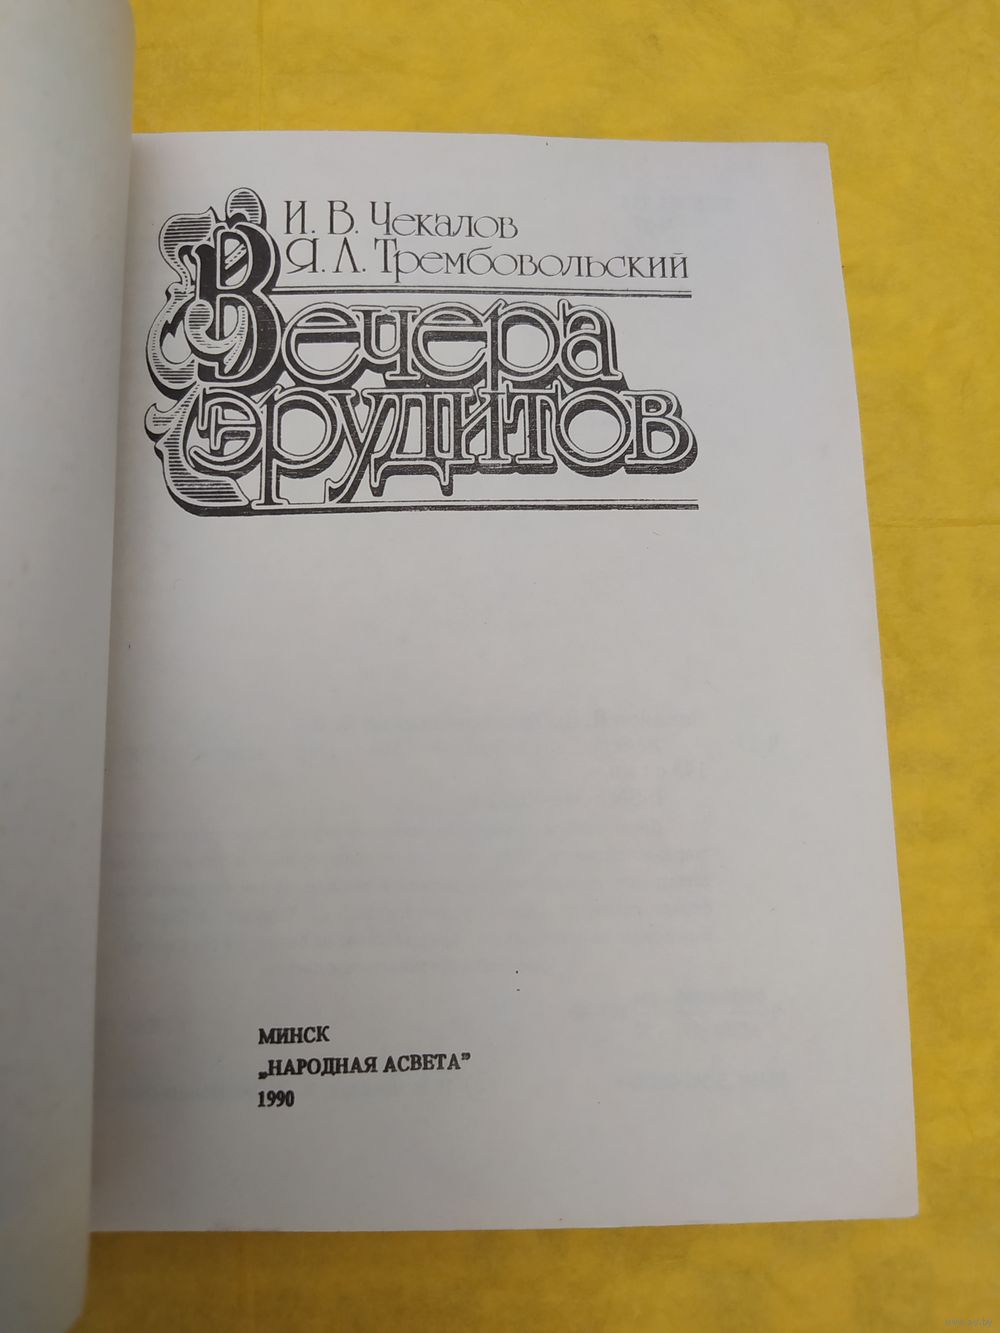 И. В. Чекалов
Я. Л. Трембовольский
Вечера
эрудитов
МИНСК
„НАРОДНАЯ АСВЕТА”
1990